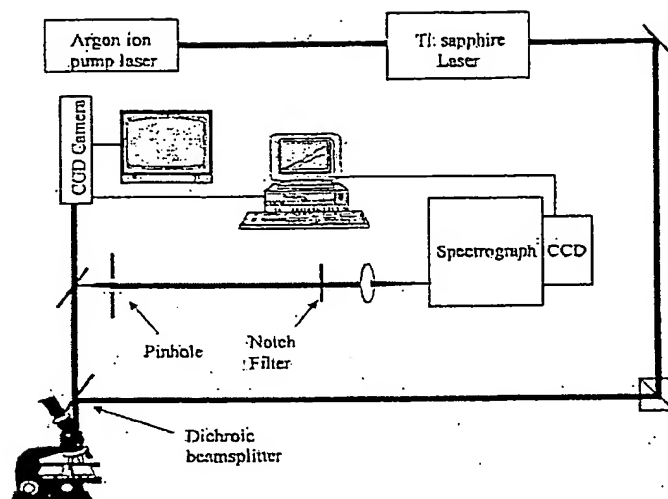 Argon ion
pump laser
Ti: sapphire
Laser
CCD Camera
Spectrograph
CCD
Pinhole
Notch
Filter
Dichroic
beamsplitter